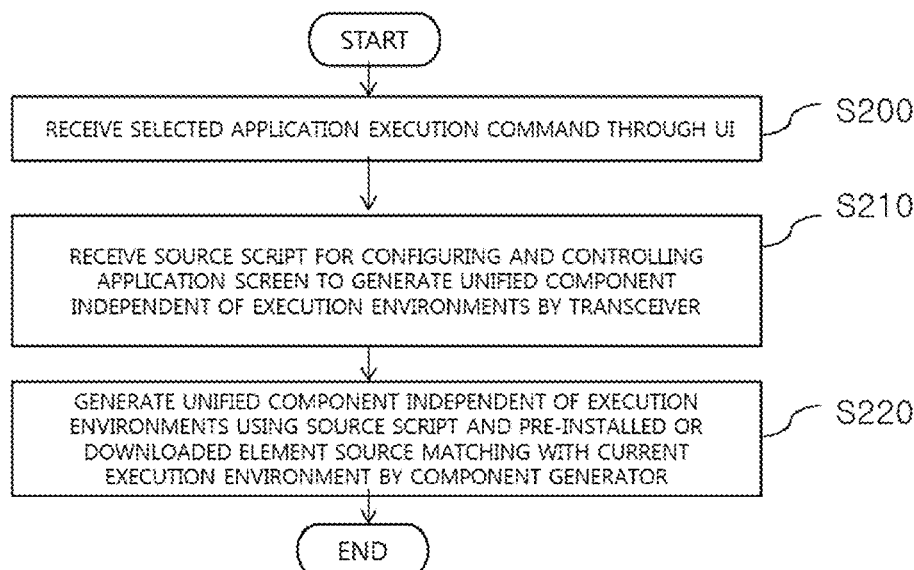 START
RECEIVE SELECTED APPLICATION EXECUTION COMMAND THROUGH UI
S200
RECEIVE SOURCE SCRIPT FOR CONFIGURING AND CONTROLLING
APPLICATION SCREEN TO GENERATE UNIFIED COMPONENT
INDEPENDENT OF EXECUTION ENVIRONMENTS BY TRANSCEIVER
S210
GENERATE UNIFIED COMPONENT INDEPENDENT OF EXECUTION
ENVIRONMENTS USING SOURCE SCRIPT AND PRE-INSTALLED OR
DOWNLOADED ELEMENT SOURCE MATCHING WITH CURRENT
EXECUTION ENVIRONMENT BY COMPONENT GENERATOR
S220
END